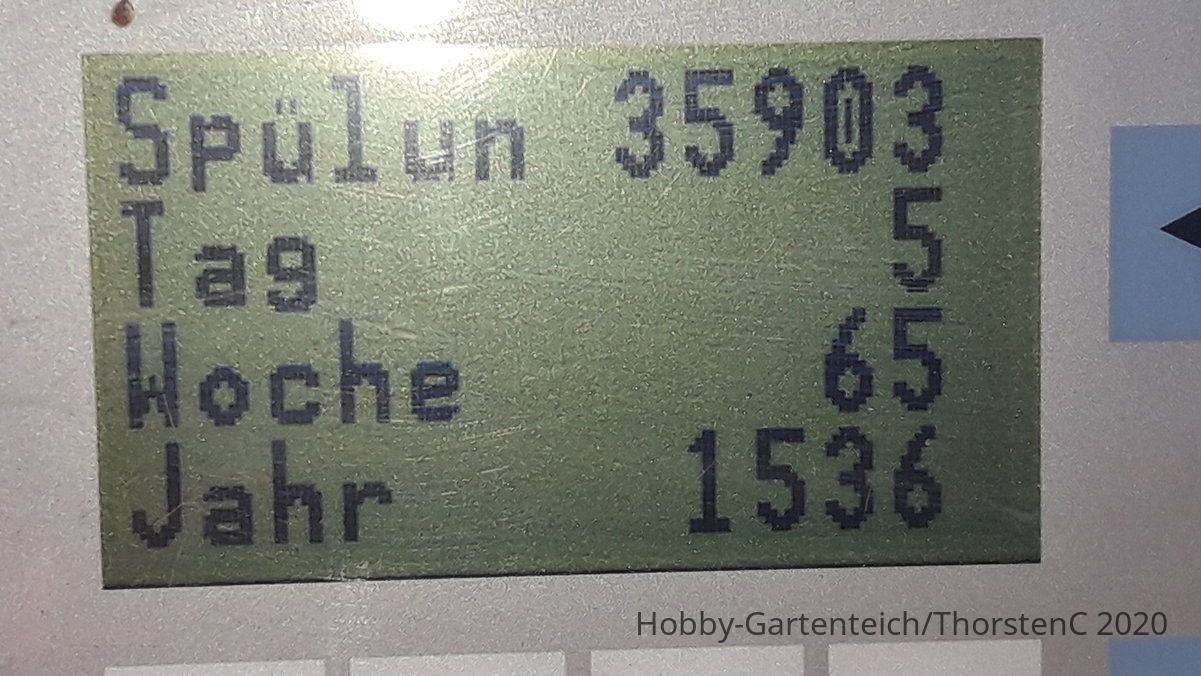 Spülun 35903
Tag 5
Woche 65
Jahr 1536
Hobby-Gartenteich/ThorstenC 2020